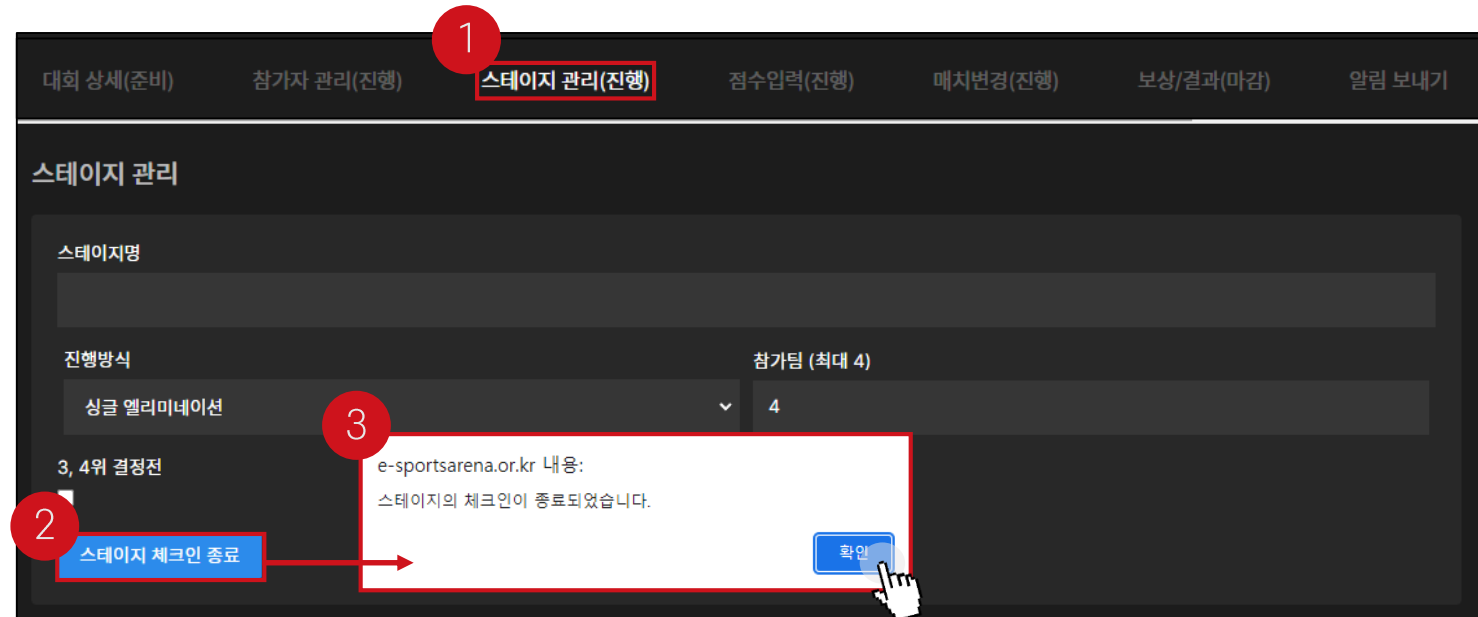 1
대회 상세(준비) 참가자 관리(진행) 스테이지 관리(진행) 점수입력(진행) 매치변경(진행) 보상/결과(마감) 알림 보내기
스테이지 관리
스테이지명
진행방식 참가팀 (최대 4)
싱글 엘리미네이션 4
3
3, 4위 결정전
e-sportsarena.or.kr 내용:
스테이지의 체크인이 종료되었습니다.
2
스테이지 체크인 종료
확인